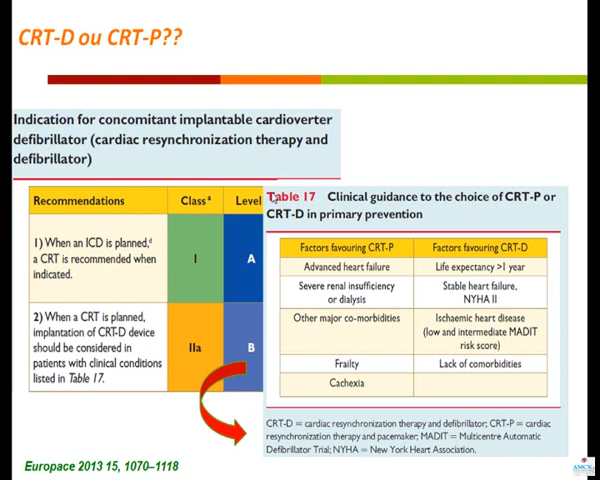 CRT-D ou CRT-P??
Indication for concomitant implantable cardioverter
defibrillator (cardiac resynchronization therapy and
defibrillator)
Recommendations Class a Level
1) When an ICD is planned,d
a CRT is recommended when
indicated.
I
A
2) When a CRT is planned,
implantation of CRT-D device
should be considered in
patients with clinical conditions
listed in Table 17.
IIa
B
Table 17 Clinical guidance to the choice of CRT-P or
CRT-D in primary prevention
Factors favouring CRT-P Factors favouring CRT-D
Advanced heart failure Life expectancy >1 year
Severe renal insufficiency
or dialysis
Stable heart failure,
NYHA II
Other major co-morbidities
Ischaemic heart disease
(low and intermediate MADIT
risk score)
Frailty Lack of comorbidities
Cachexia
CRT-D = cardiac resynchronization therapy and defibrillator; CRT-P = cardiac
resynchronization therapy and pacemaker; MADIT = Multicentre Automatic
Defibrillator Trial; NYHA = New York Heart Association.
Europace 2013 15, 1070–1118
AMCV